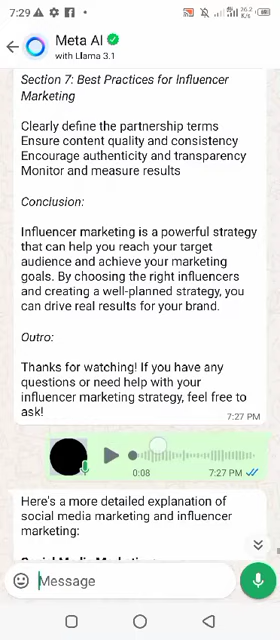 7:29
26.2
K/s
Meta AI
with Llama 3.1
Section 7: Best Practices for Influencer
Marketing
Clearly define the partnership terms
Ensure content quality and consistency
Encourage authenticity and transparency
Monitor and measure results
Conclusion:
Influencer marketing is a powerful strategy
that can help you reach your target
audience and achieve your marketing
goals. By choosing the right influencers
and creating a well-planned strategy, you
can drive real results for your brand.
Outro:
Thanks for watching! If you have any
questions or need help with your
influencer marketing strategy, feel free to
ask!
7:27 PM
0:08
7:27 PM
Here's a more detailed explanation of
social media marketing and influencer
marketing:
Message